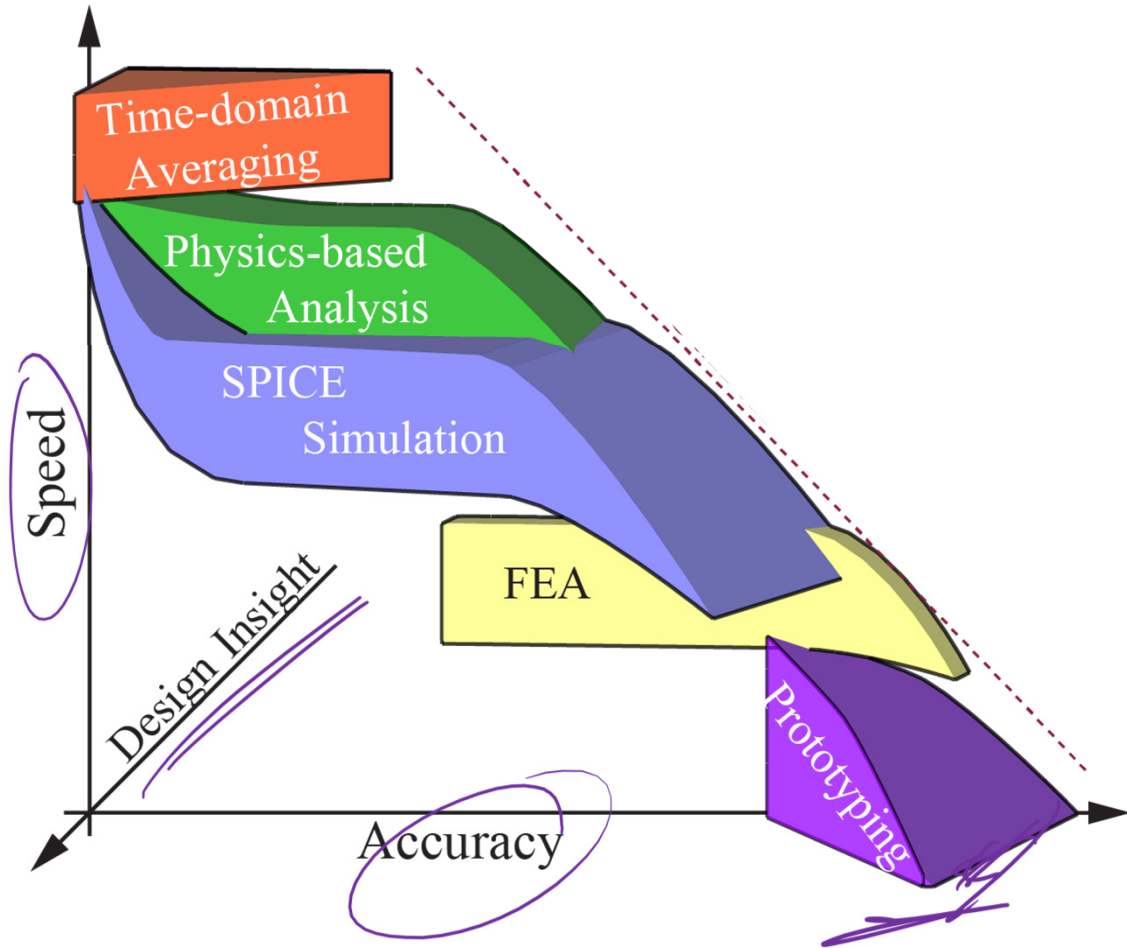 Time-domain
Averaging
Physics-based
Analysis
SPICE
Simulation
Speed
FEA
Design Insight
Prototyping
Accuracy